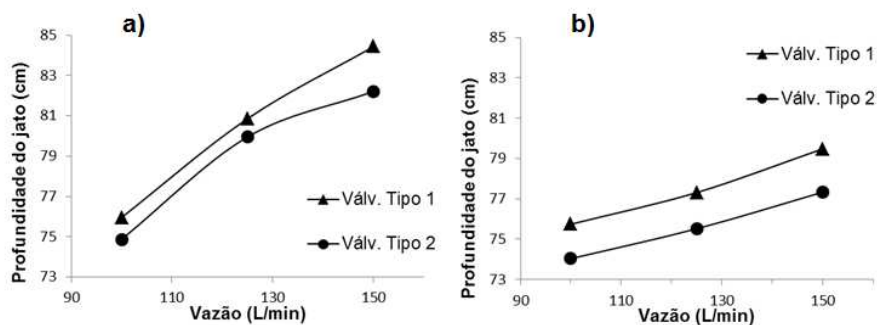 a)
Profundidade do jato (cm)
85
83
81
79
77
75
73
Válv. Tipo 1
Válv. Tipo 2
90
110
130
150
Vazão (L/min)
b)
Profundidade do jato (cm)
85
83
81
79
77
75
73
Válv. Tipo 1
Válv. Tipo 2
90
110
130
150
Vazão (L/min)